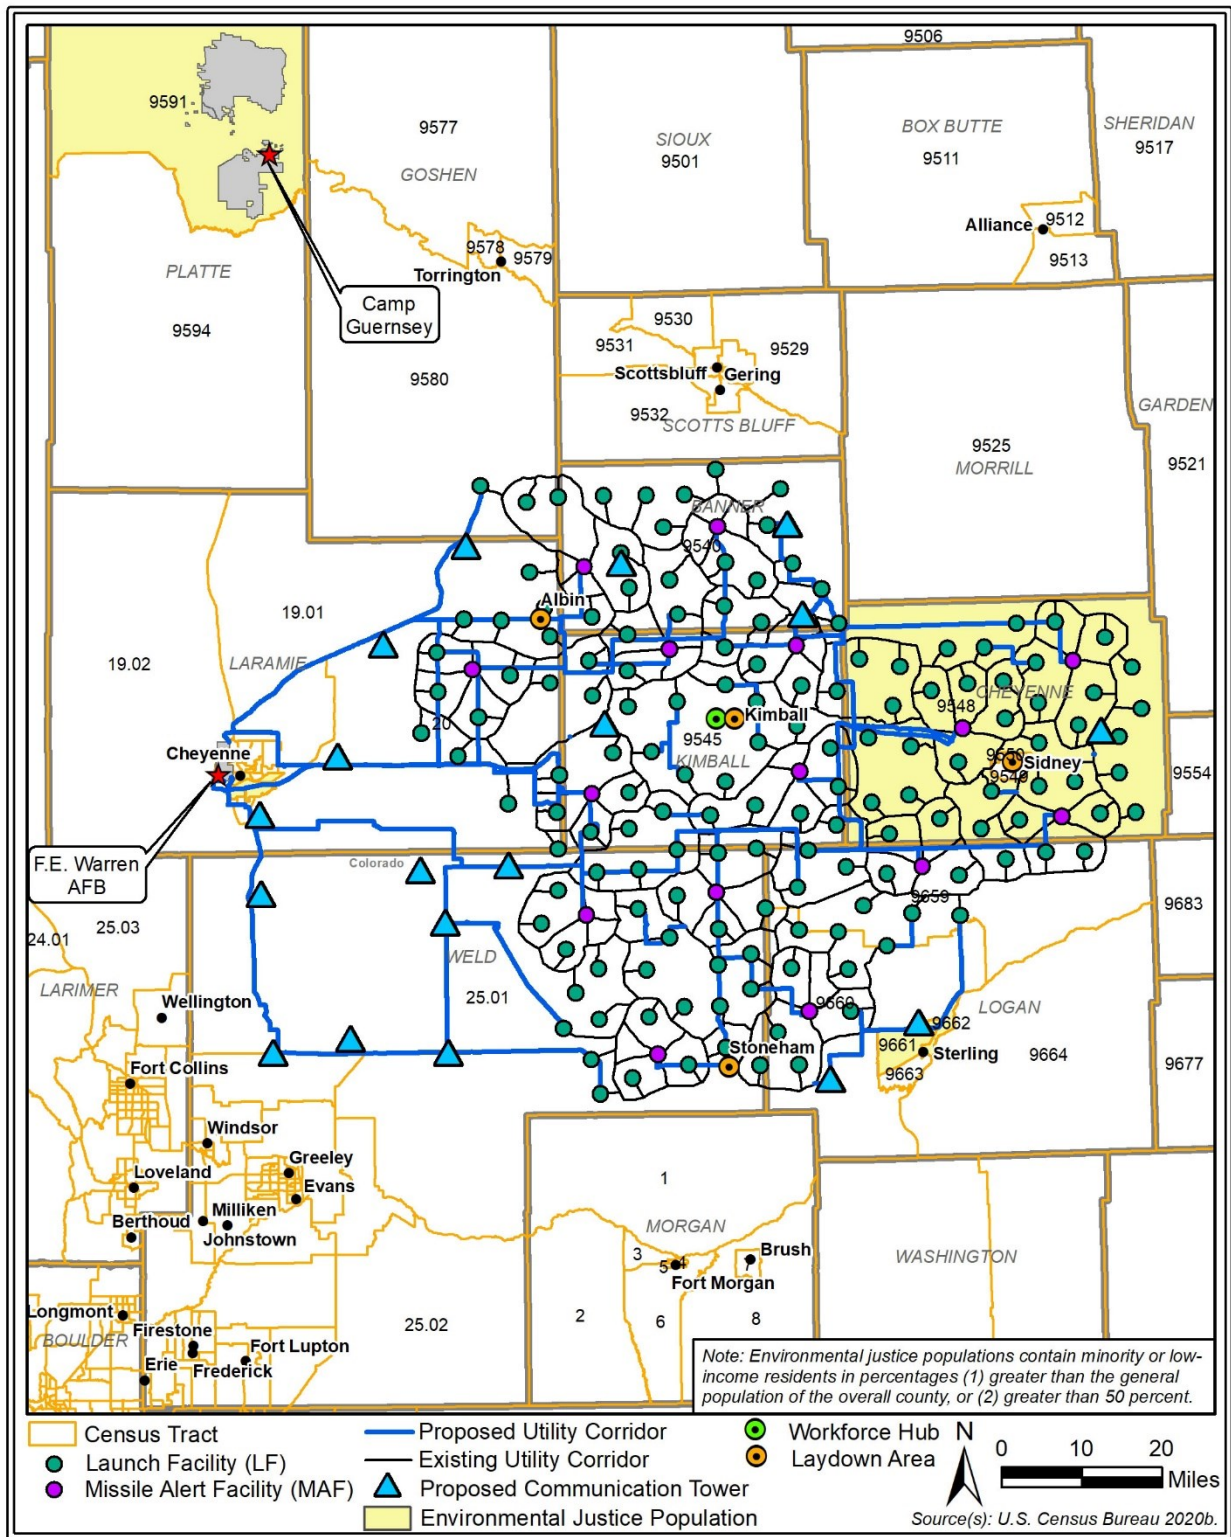 9506
9591
9577
GOSHEN
SIOUX
9501
BOX BUTTE
9511
SHERIDAN
9517
Alliance
9512
9513
9578
9579
Torrington
PLATTE
9594
Camp
Guernsey
9580
9530
9531
9529
Scottsbluff
Gering
9532
SCOTTS BLUFF
GARDEN
9525
MORRILL
9521
BANNER
9540
Albin
19.01
19.02
LARAMIE
20
CHEYENNE
9548
Kimball
9545
KIMBALL
Cheyenne
9550
Sidney
9549
9554
F.E. Warren
AFB
Colorado
9659
9683
24.01
25.03
WELD
25.01
LARIMER
Wellington
9660
LOGAN
9662
9661
Sterling
9663
9664
9677
Stoneham
Fort Collins
Windsor
Greeley
Loveland
Evans
Berthoud
Milliken
Johnstown
1
MORGAN
3
4
5
Fort Morgan
Brush
WASHINGTON
2
6
8
25.02
Longmont
BOULDER
Firestone
Fort Lupton
Erie
Frederick
Note: Environmental justice populations contain minority or low-
income residents in percentages (1) greater than the general
population of the overall county, or (2) greater than 50 percent.
Census Tract
Launch Facility (LF)
Missile Alert Facility (MAF)
Proposed Utility Corridor
Existing Utility Corridor
Proposed Communication Tower
Environmental Justice Population
Workforce Hub
Laydown Area
N
0 10 20
Miles
Source(s): U.S. Census Bureau 2020b.